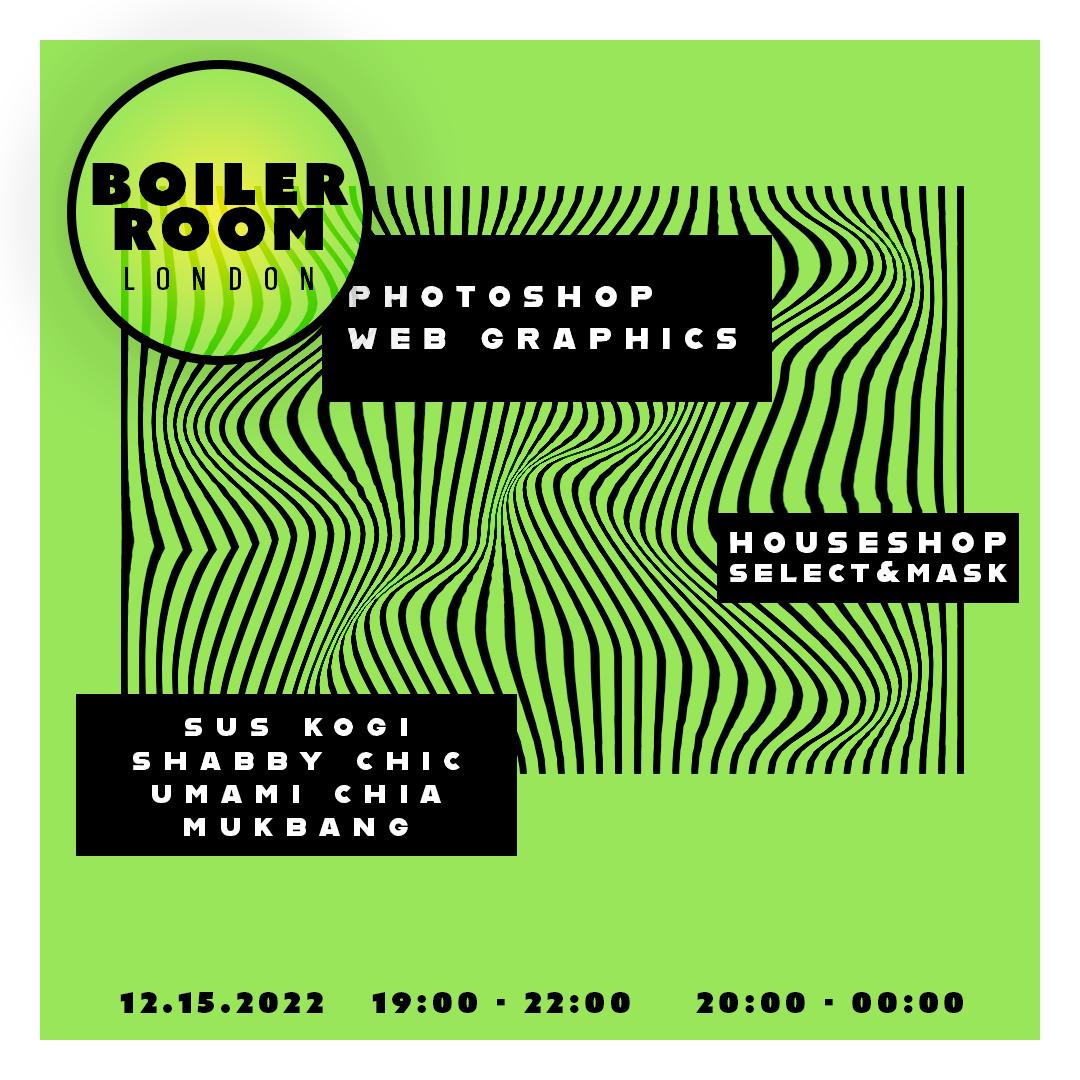 BOILER
ROOM
LONDON
PHOTOSHOP
WEB GRAPHICS
HOUSESHOP
SELECT&MASK
SUS KOGI
SHABBY CHIC
UMAMI CHIA
MUKBANG
12.15.2022 19:00 - 22:00 20:00 - 00:00